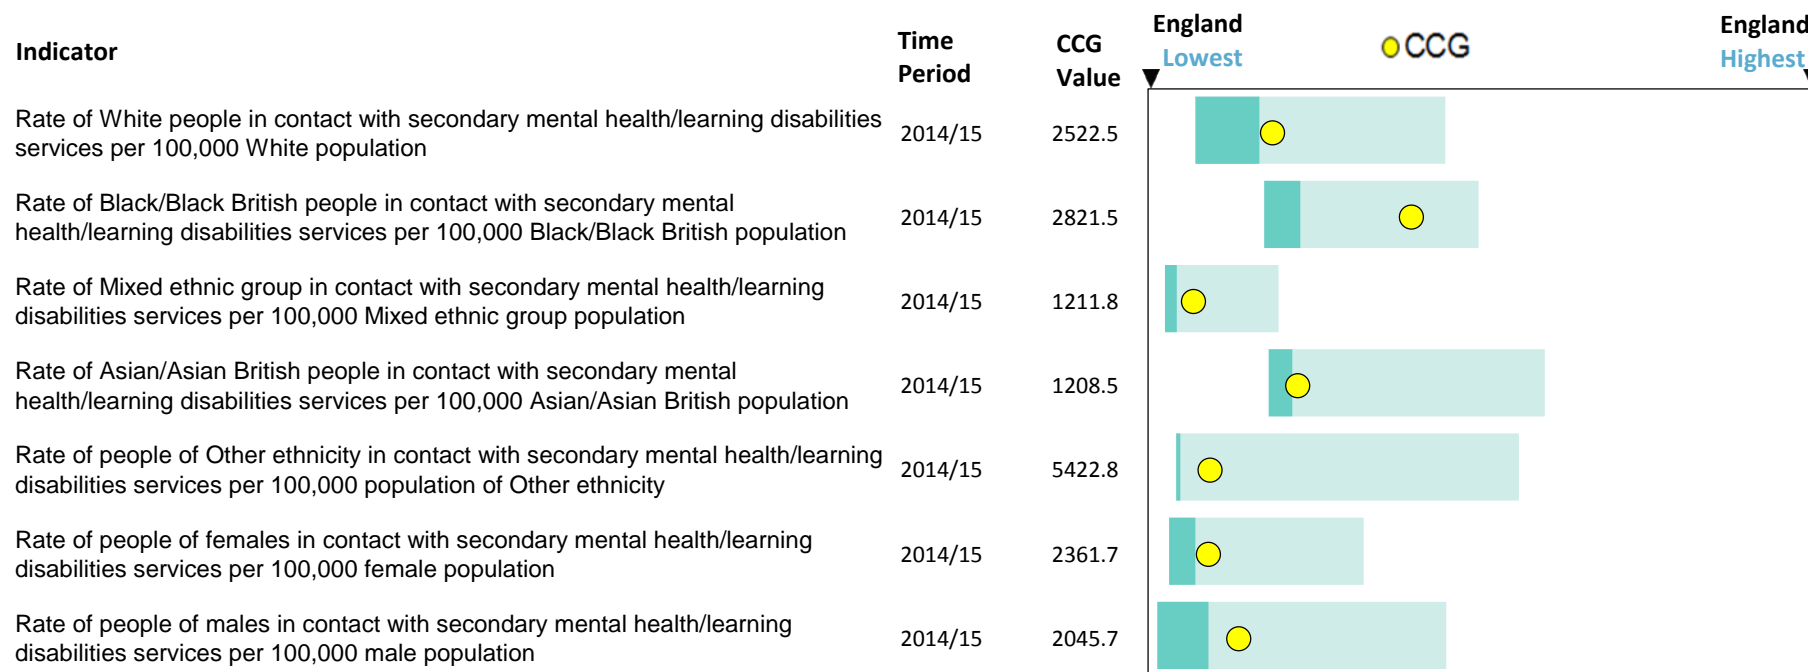 Indicator
Time
Period
CCG
Value
England
Lowest
CCG
England
Highest
Rate of White people in contact with secondary mental health/learning disabilities
services per 100,000 White population
2014/15
2522.5
Rate of Black/Black British people in contact with secondary mental
health/learning disabilities services per 100,000 Black/Black British population
2014/15
2821.5
Rate of Mixed ethnic group in contact with secondary mental health/learning
disabilities services per 100,000 Mixed ethnic group population
2014/15
1211.8
Rate of Asian/Asian British people in contact with secondary mental
health/learning disabilities services per 100,000 Asian/Asian British population
2014/15
1208.5
Rate of people of Other ethnicity in contact with secondary mental health/learning
disabilities services per 100,000 population of Other ethnicity
2014/15
5422.8
Rate of people of females in contact with secondary mental health/learning
disabilities services per 100,000 female population
2014/15
2361.7
Rate of people of males in contact with secondary mental health/learning
disabilities services per 100,000 male population
2014/15
2045.7